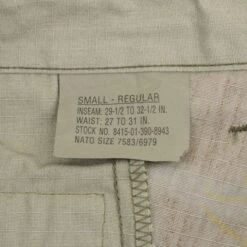 SMALL - REGULAR
INSEAM: 29-1/2 TO 32-1/2 IN.
WAIST: 27 TO 31 IN.
STOCK NO. 8415-01-390-8943
NATO SIZE 7583/6979